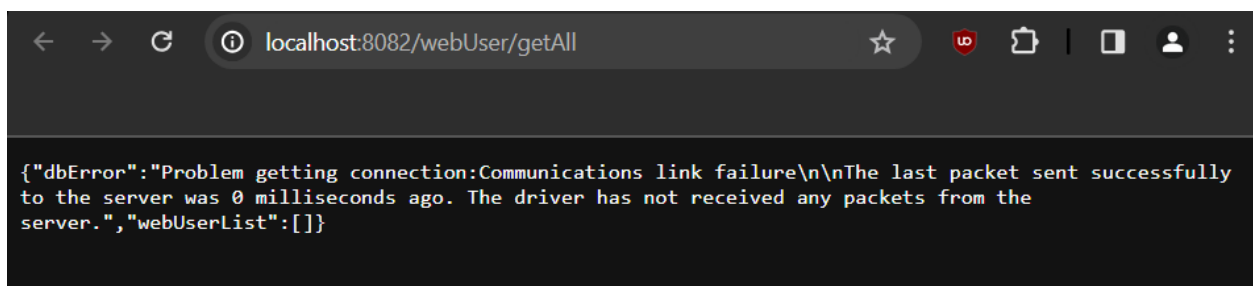 localhost:8082/webUser/getAll
{"dbError":"Problem getting connection:Communications link failure\n\nThe last packet sent successfully
to the server was 0 milliseconds ago. The driver has not received any packets from the
server.","webUserList":[]}